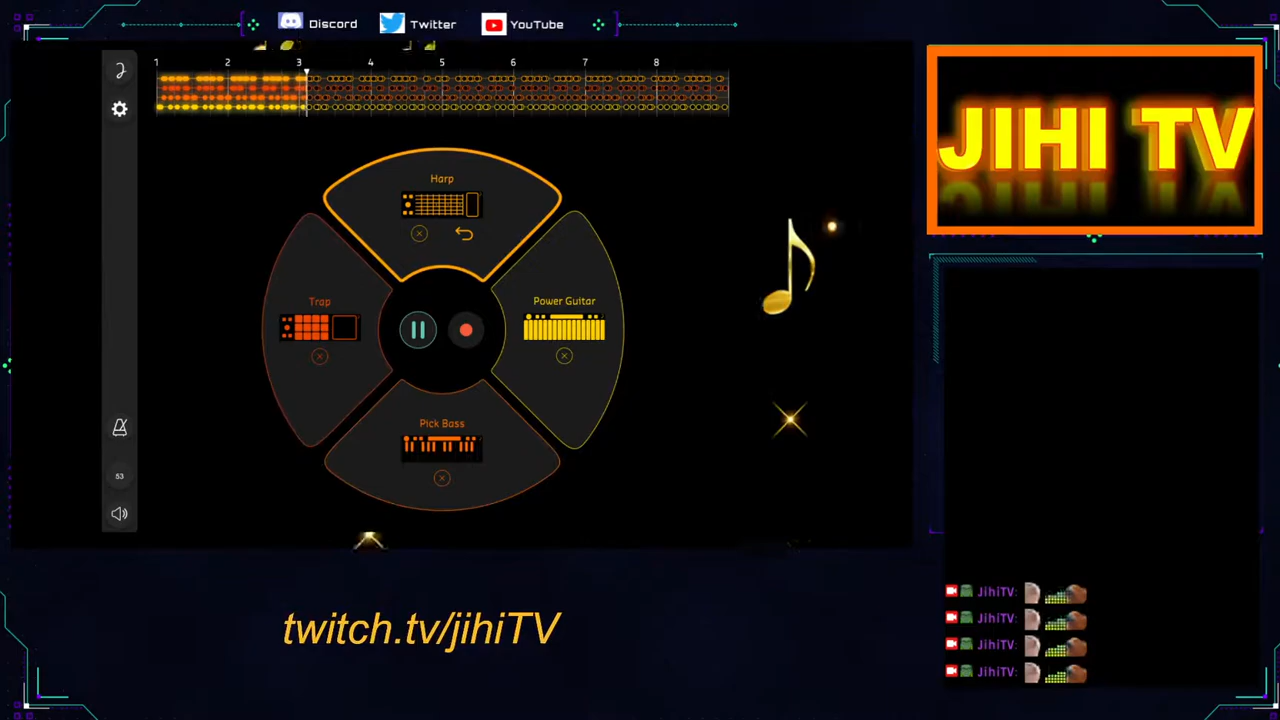 Discord Twitter YouTube
1 2 3 4 5 6 7 8
JIHI TV
Harp
Trap
Power Guitar
Pick Bass
53
twitch.tv/jihiTV
JihiTV:
JihiTV:
JihiTV:
JihiTV: